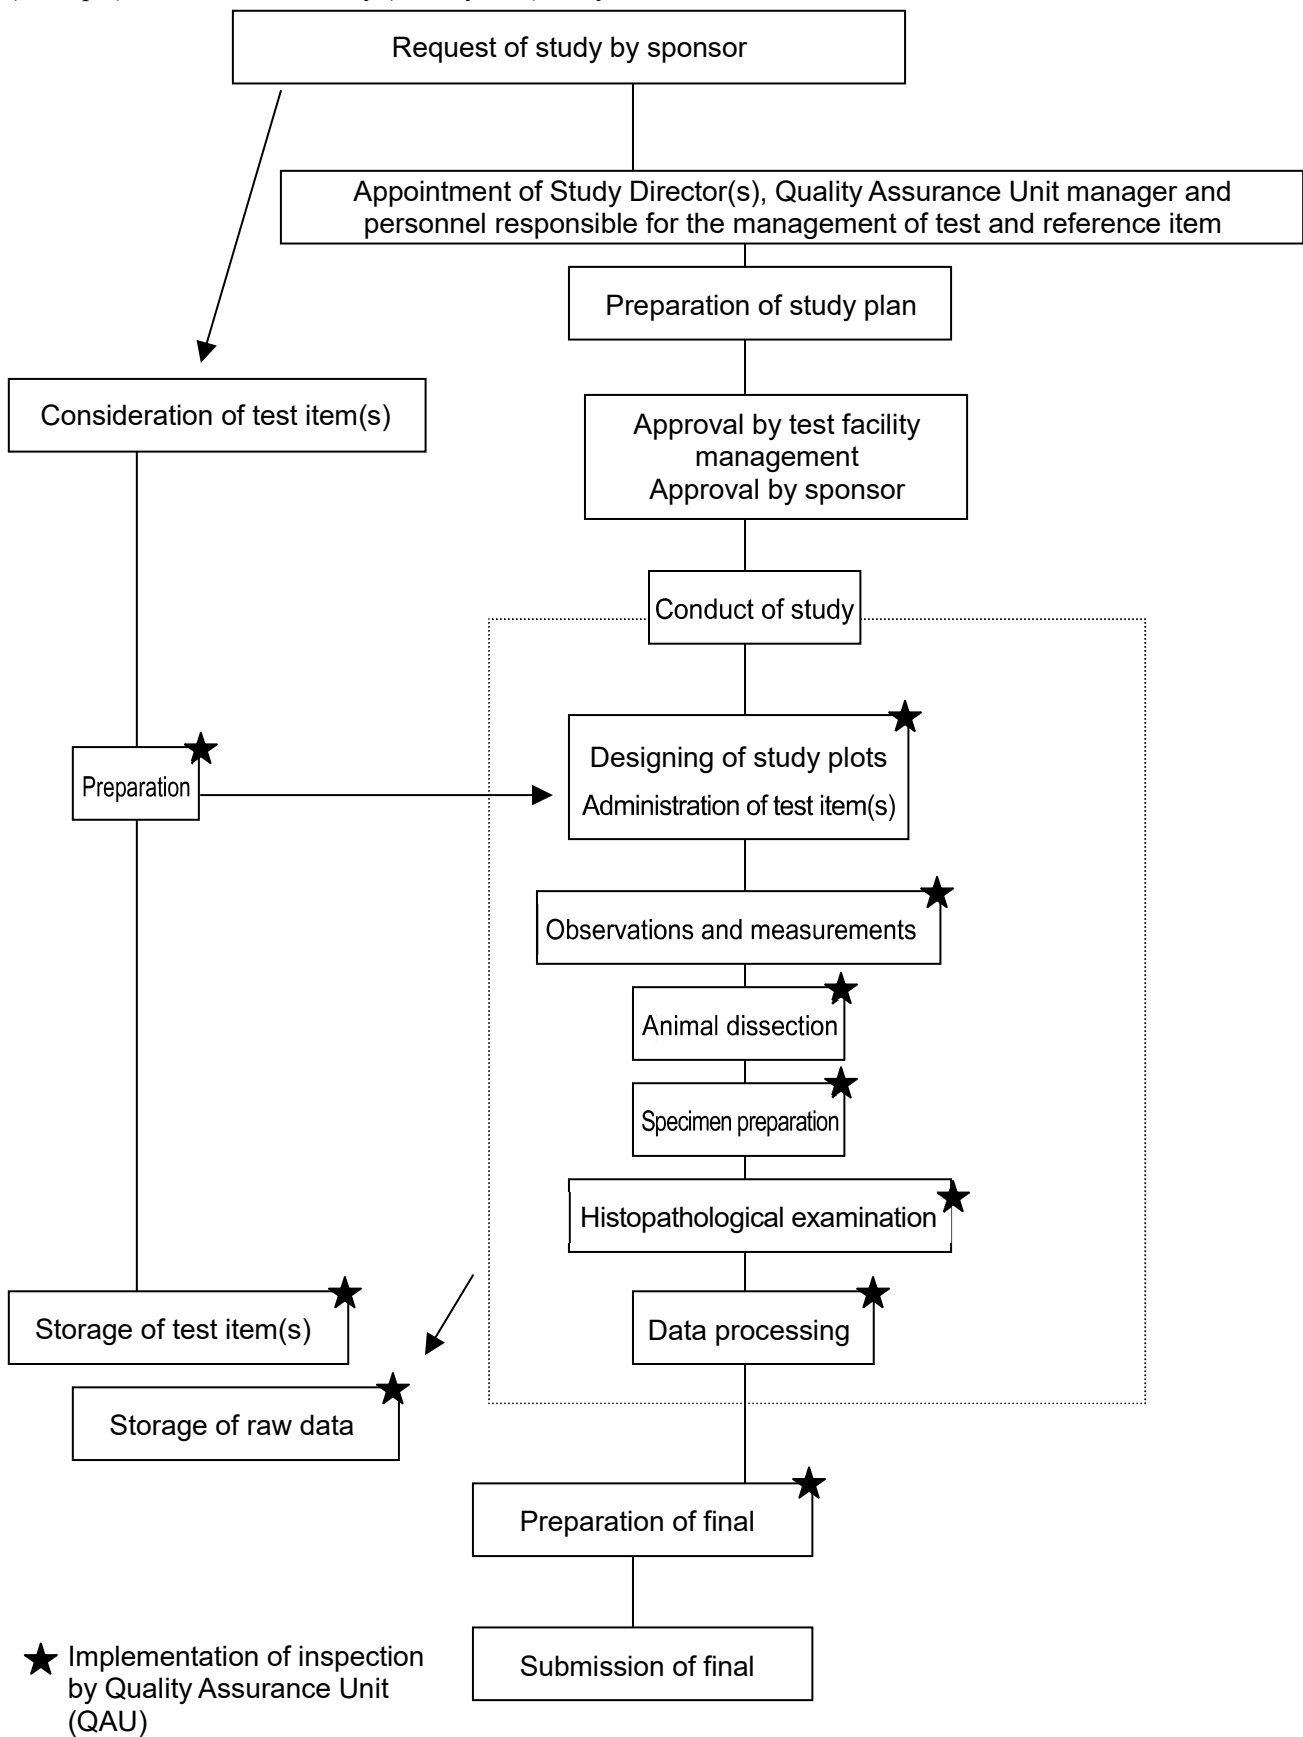 Request of study by sponsor
Appointment of Study Director(s), Quality Assurance Unit manager and
personnel responsible for the management of test and reference item
Preparation of study plan
Consideration of test item(s)
Approval by test facility
management
Approval by sponsor
Conduct of study
Designing of study plots
Administration of test item(s)
Preparation
Observations and measurements
Animal dissection
Specimen preparation
Histopathological examination
Storage of test item(s)
Data processing
Storage of raw data
Preparation of final
Submission of final
★ Implementation of inspection
by Quality Assurance Unit
(QAU)